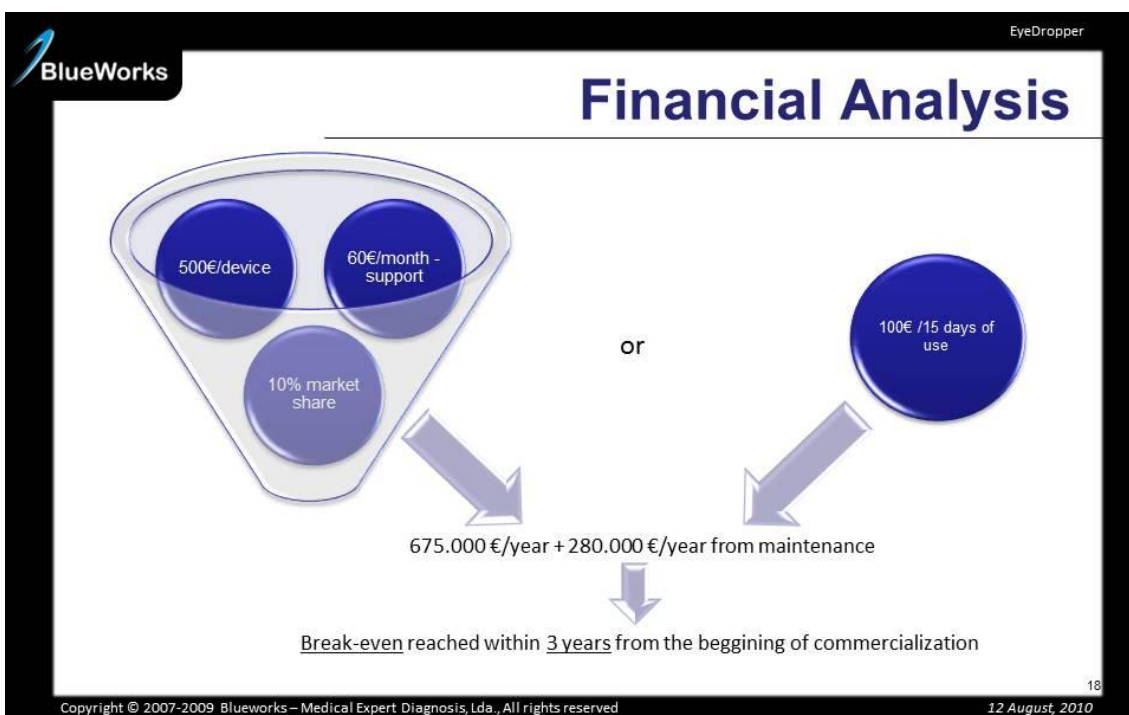 EyeDropper
BlueWorks
Financial Analysis
500€/device
60€/month -
support
10% market
share
or
100€ /15 days of
use
675.000 €/year + 280.000 €/year from maintenance
Break-even reached within 3 years from the beggining of commercialization
18
Copyright © 2007-2009 Blueworks – Medical Expert Diagnosis, Lda., All rights reserved
12 August, 2010